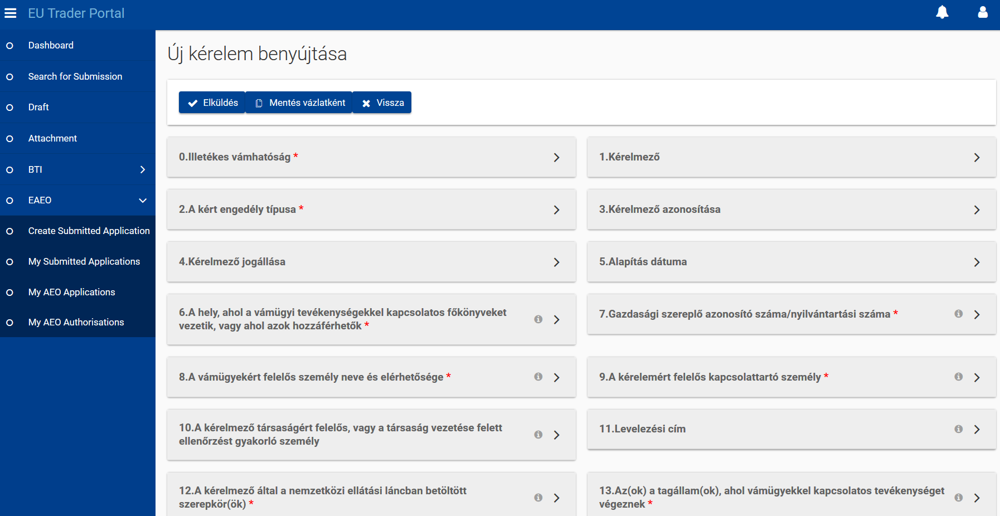 EU Trader Portal
Dashboard
Search for Submission
Draft
Attachment
BTI
EAEO
Create Submitted Application
My Submitted Applications
My AEO Applications
My AEO Authorisations
Új kérelem benyújtása
Elküldés
Mentés vázlatként
Vissza
0.Illetékes vámhatóság *
1.Kérelmező
2.A kért engedély típusa *
3.Kérelmező azonosítása
4.Kérelmező jogállása
5.Alapítás dátuma
6.A hely, ahol a vámügyi tevékenységekkel kapcsolatos főkönyveket
vezetik, vagy ahol azok hozzáférhetők *
7.Gazdasági szereplő azonosító száma/nyilvántartási száma *
8.A vámügyekért felelős személy neve és elérhetősége *
9.A kérelemért felelős kapcsolattartó személy *
10.A kérelmező társaságért felelős, vagy a társaság vezetése felett
ellenőrzést gyakorló személy
11.Levelezési cím
12.A kérelmező által a nemzetközi ellátási láncban betöltött
szerepkör(ök) *
13.Az(ok) a tagállam(ok), ahol vámügyekkel kapcsolatos tevékenységet
végeznek *